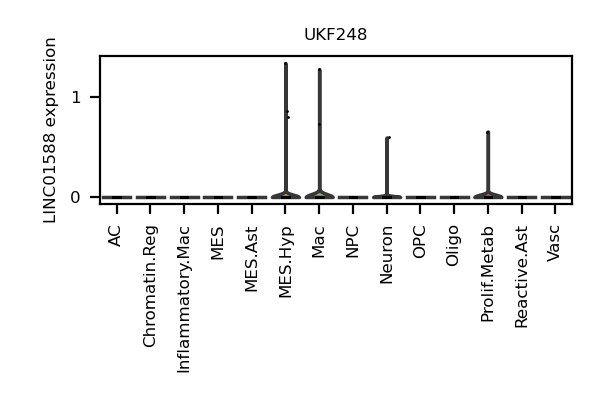 UKF248
LINC01588 expression
1
0
AC
Chromatin.Reg
Inflammatory.Mac
MES
MES.Ast
MES.Hyp
Mac
NPC
Neuron
OPC
Oligo
Prolif.Metab
Reactive.Ast
Vasc